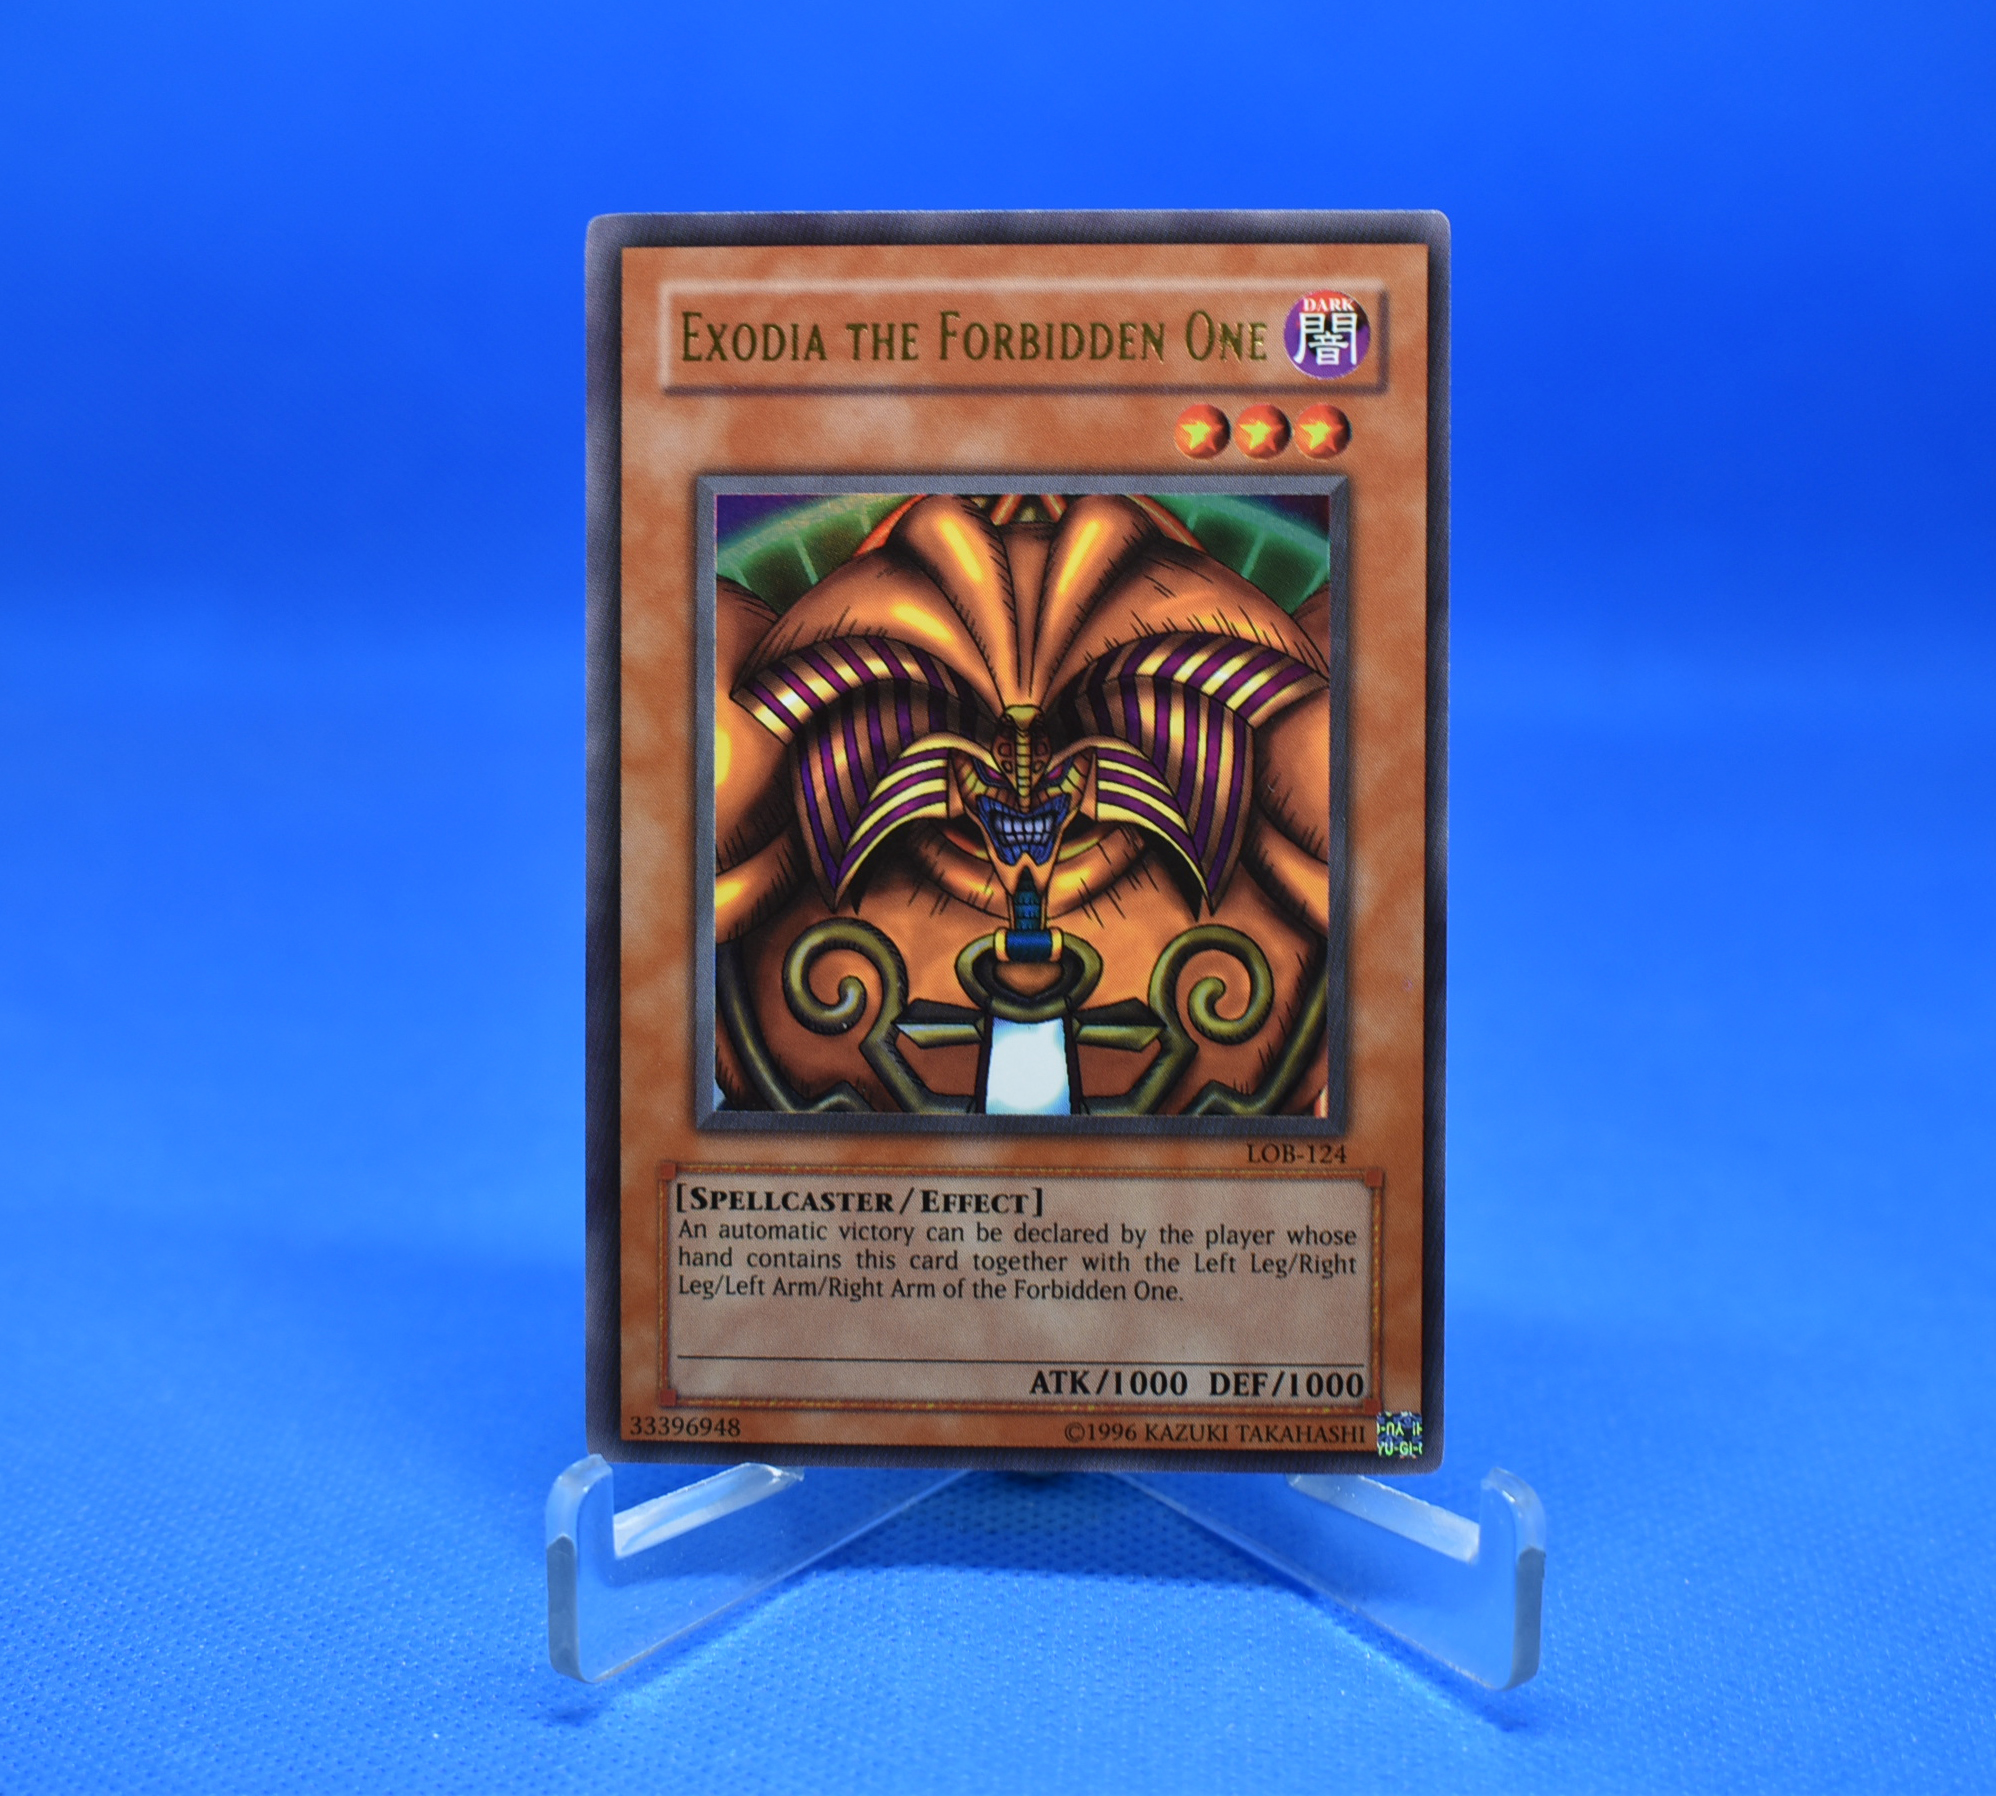 EXODIA THE FORBIDDEN ONE
DARK
闇
LOB-124
[SPELLCASTER/EFFECT]
An automatic victory can be declared by the player whose
hand contains this card together with the Left Leg/Right
Leg/Left Arm/Right Arm of the Forbidden One.
ATK/1000 DEF/1000
33396948
©1996 KAZUKI TAKAHASHI